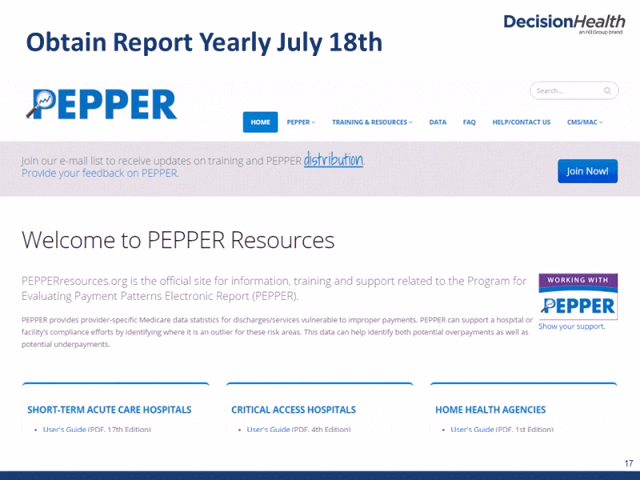 DecisionHealth
an H3.Group brand
Obtain Report Yearly July 18th
PEPPER
Search...
HOME PEPPER TRAINING & RESOURCES DATA FAQ HELP/CONTACT US CMS/MAC
Join our e-mail list to receive updates on training and PEPPER distribution.
Provide your feedback on PEPPER.
Join Now!
Welcome to PEPPER Resources
PEPPERresources.org is the official site for information, training and support related to the Program for
Evaluating Payment Patterns Electronic Report (PEPPER).
WORKING WITH
PEPPER
Show your support.
PEPPER provides provider-specific Medicare data statistics for discharges/services vulnerable to improper payments. PEPPER can support a hospital or
facility's compliance efforts by identifying where it is an outlier for these risk areas. This data can help identify both potential overpayments as well as
potential underpayments.
SHORT-TERM ACUTE CARE HOSPITALS
• User's Guide (PDF, 17th Edition)
CRITICAL ACCESS HOSPITALS
• User's Guide (PDF, 4th Edition)
HOME HEALTH AGENCIES
• User's Guide (PDF, 1st Edition)
17